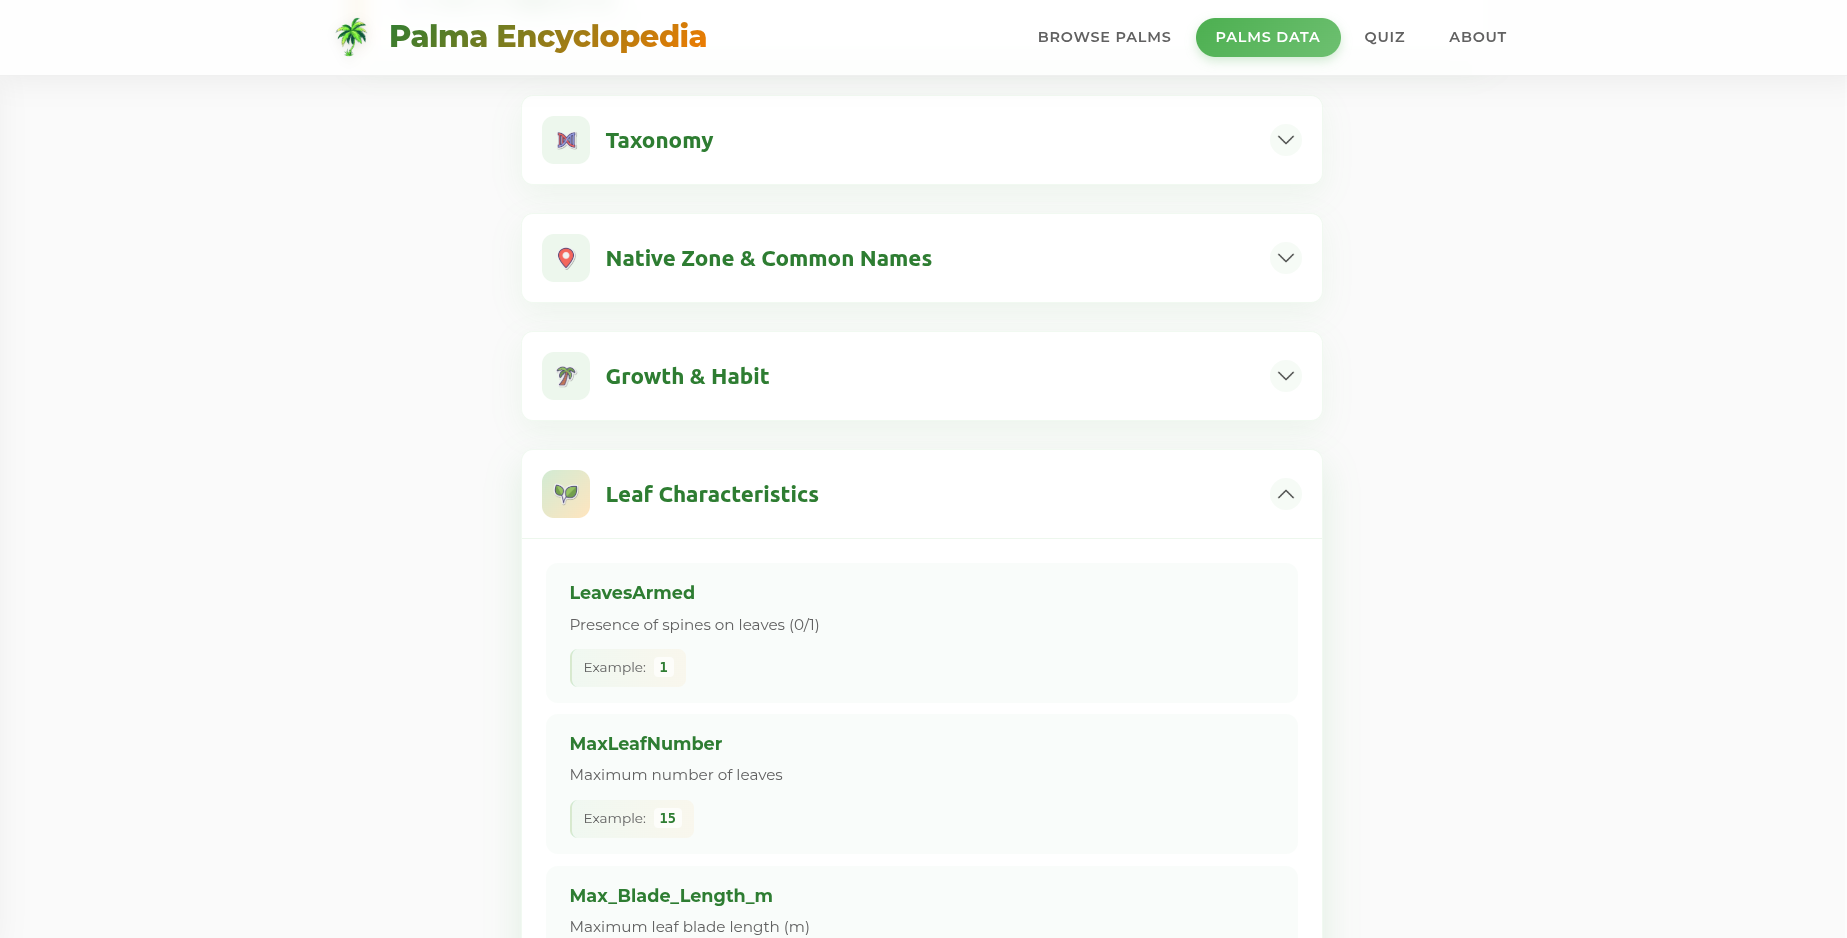 Palma Encyclopedia
BROWSE PALMS
PALMS DATA
QUIZ
ABOUT
Taxonomy
Native Zone & Common Names
Growth & Habit
Leaf Characteristics
LeavesArmed
Presence of spines on leaves (0/1)
Example: 1
MaxLeafNumber
Maximum number of leaves
Example: 15
Max_Blade_Length_m
Maximum leaf blade length (m)